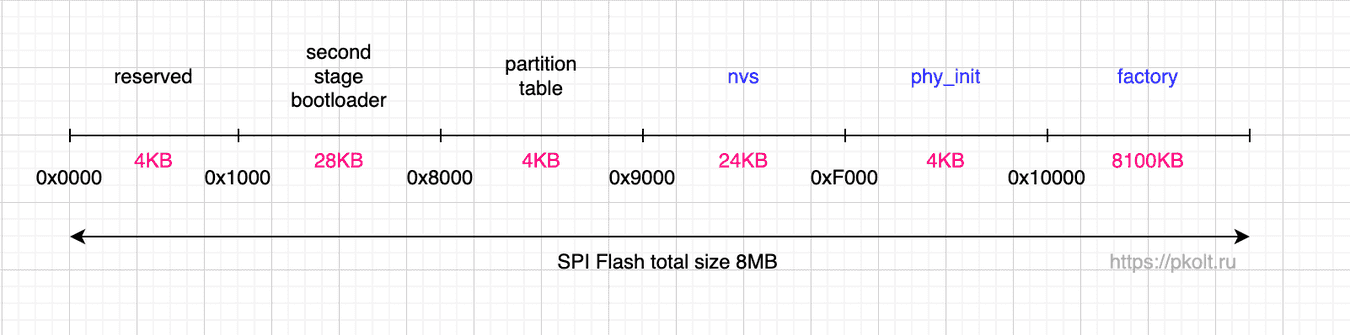 reserved
second
stage
bootloader
partition
table
nvs
phy_init
factory
4KB
28KB
4KB
24KB
4KB
8100KB
0x0000
0x1000
0x8000
0x9000
0xF000
0x10000
SPI Flash total size 8MB
https://pkolt.ru